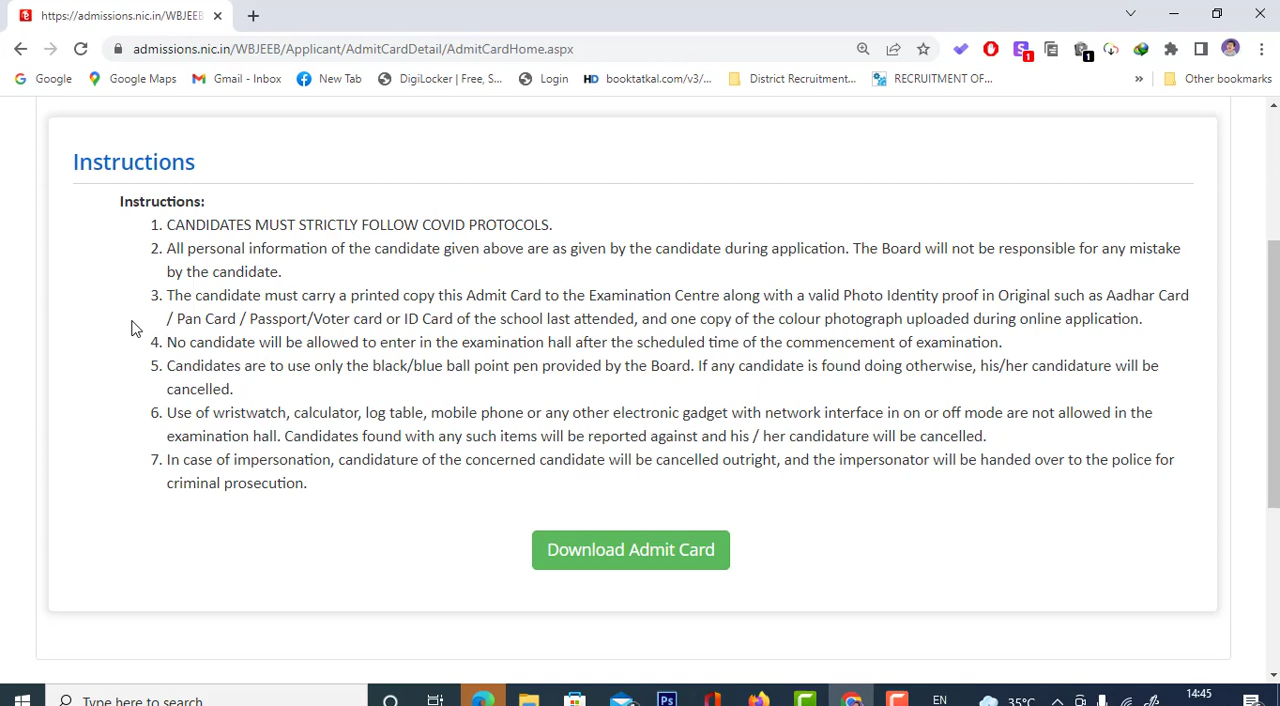 https://admissions.nic.in/WBJEEB
admissions.nic.in/WBJEEB/Applicant/AdmitCardDetail/AdmitCardHome.aspx
1
1
Google
Google Maps
Gmail - Inbox
New Tab
DigiLocker | Free, S...
Login
HD booktatkal.com/v3/...
District Recruitment...
RECRUITMENT OF...
»
Other bookmarks
Instructions
Instructions:
1. CANDIDATES MUST STRICTLY FOLLOW COVID PROTOCOLS.
2. All personal information of the candidate given above are as given by the candidate during application. The Board will not be responsible for any mistake
by the candidate.
3. The candidate must carry a printed copy this Admit Card to the Examination Centre along with a valid Photo Identity proof in Original such as Aadhar Card
/ Pan Card / Passport/Voter card or ID Card of the school last attended, and one copy of the colour photograph uploaded during online application.
4. No candidate will be allowed to enter in the examination hall after the scheduled time of the commencement of examination.
5. Candidates are to use only the black/blue ball point pen provided by the Board. If any candidate is found doing otherwise, his/her candidature will be
cancelled.
6. Use of wristwatch, calculator, log table, mobile phone or any other electronic gadget with network interface in on or off mode are not allowed in the
examination hall. Candidates found with any such items will be reported against and his / her candidature will be cancelled.
7. In case of impersonation, candidature of the concerned candidate will be cancelled outright, and the impersonator will be handed over to the police for
criminal prosecution.
Download Admit Card
Type here to search
Ps
35°C
EN
14:45